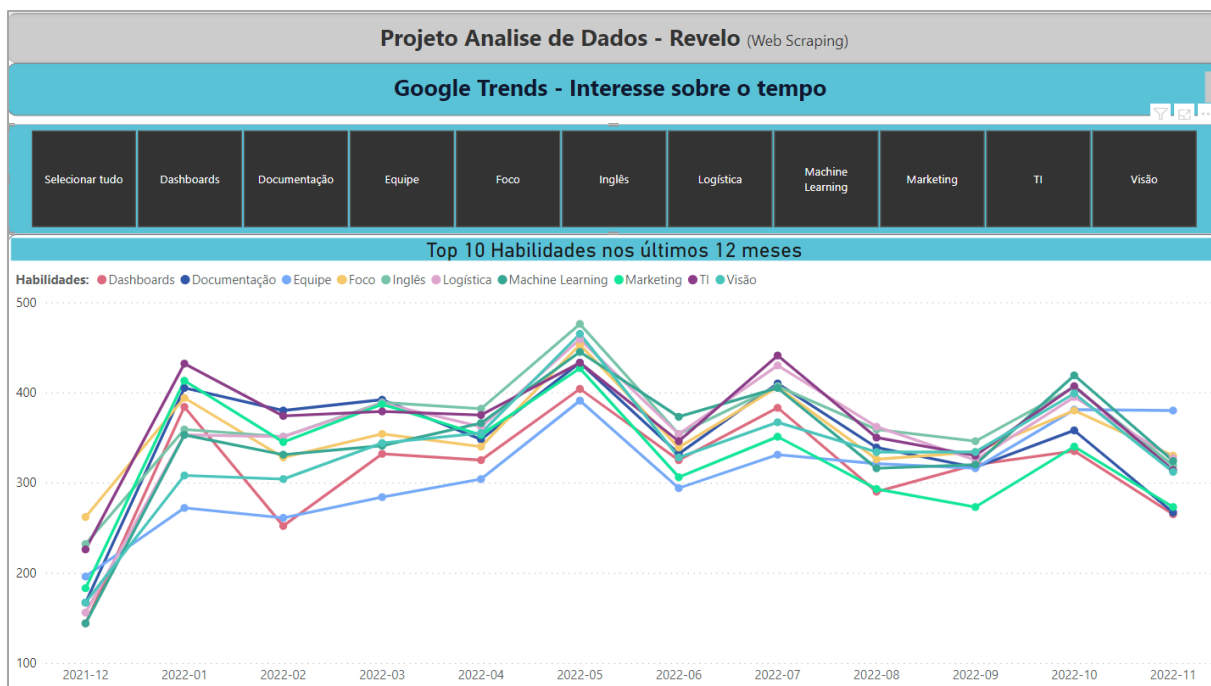 Projeto Analise de Dados - Revelo (Web Scraping)
Google Trends - Interesse sobre o tempo
Selecionar tudo
Dashboards
Documentação
Equipe
Foco
Inglês
Logística
Machine
Learning
Marketing
TI
Visão
Top 10 Habilidades nos últimos 12 meses
Habilidades: Dashboards Documentação Equipe Foco Inglês Logística Machine Learning Marketing TI Visão
500
400
300
200
100
2021-12 2022-01 2022-02 2022-03 2022-04 2022-05 2022-06 2022-07 2022-08 2022-09 2022-10 2022-11